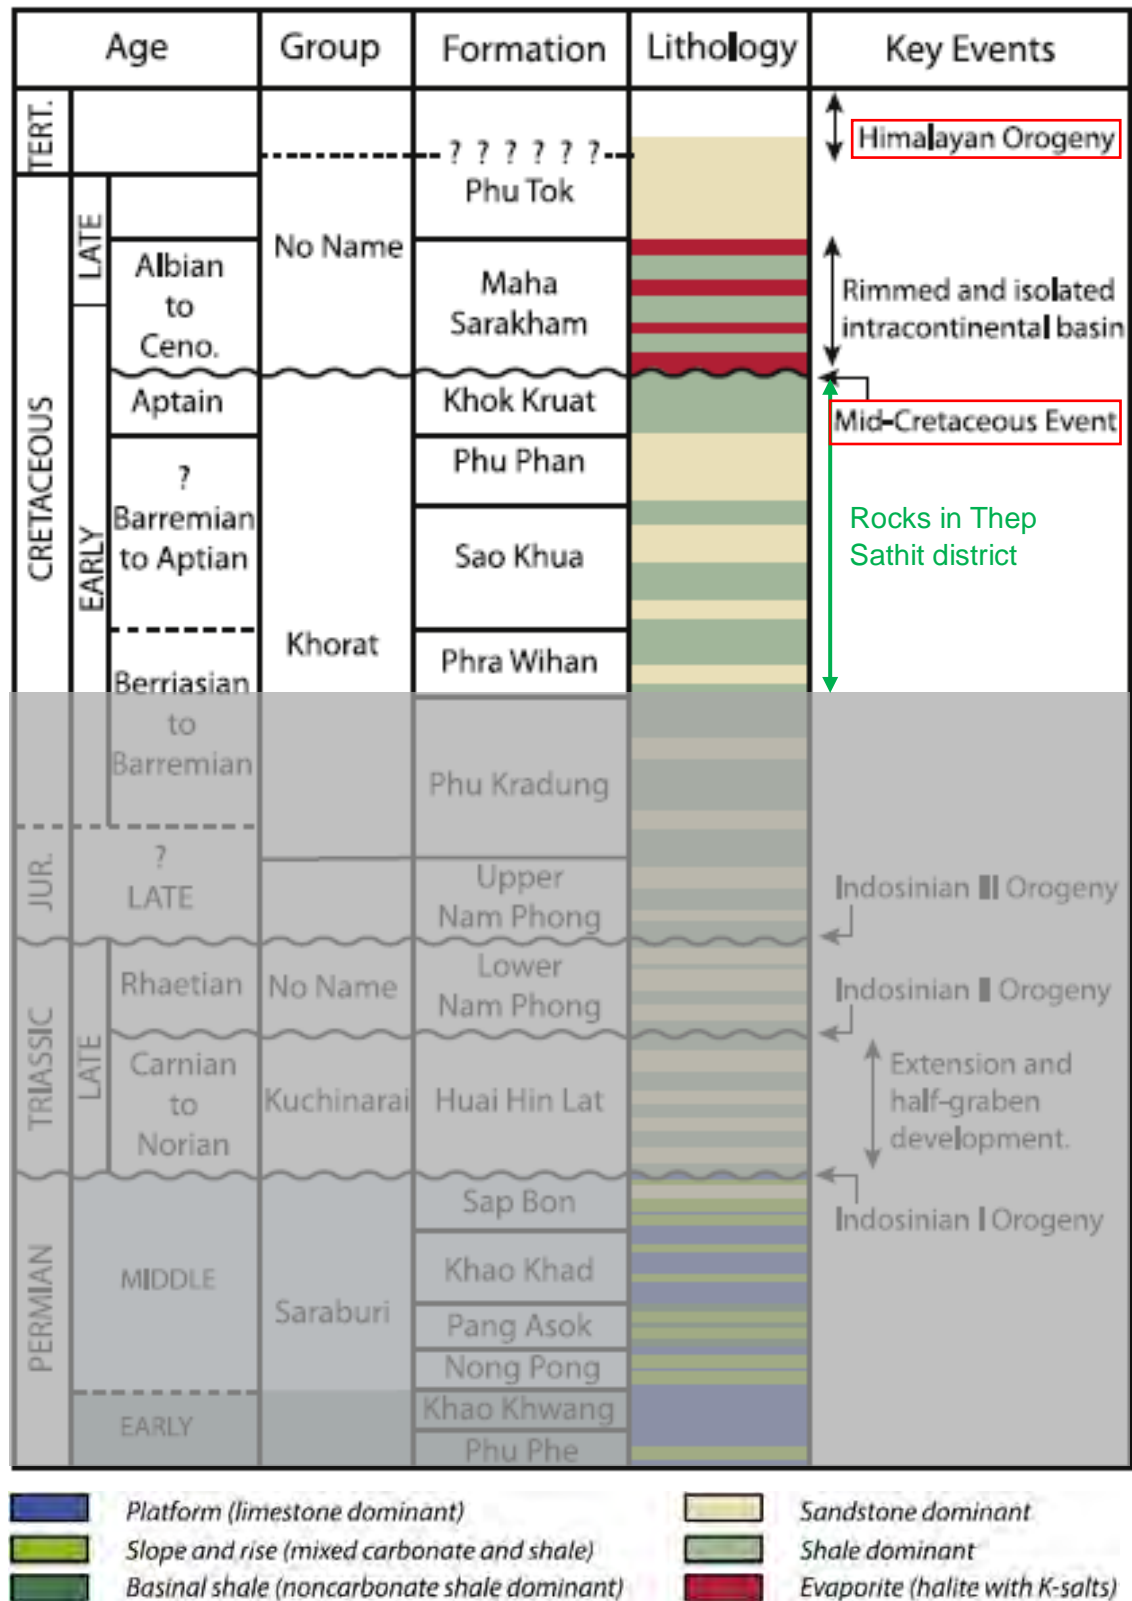 Age Group Formation Lithology Key Events
TERT.
? ? ? ? ? ?
Himalayan Orogeny
Phu Tok
CRETACEOUS
LATE
No Name
Albian
to
Ceno.
Maha
Sarakham
Rimmed and isolated
intracontinental basin
Aptain
Khok Kruat
Mid-Cretaceous Event
EARLY
?
Barremian
to Aptian
Phu Phan
Sao Khua
Rocks in Thep
Sathit district
Khorat
Phra Wihan
Berriasian
to
Barremian
Phu Kradung
JUR.
?
LATE
Upper
Nam Phong
Indosinian III Orogeny
TRIASSIC
LATE
Rhaetian
No Name
Lower
Nam Phong
Indosinian II Orogeny
Carnian
to
Norian
Kuchinarai
Huai Hin Lat
Extension and
half-graben
development.
Indosinian I Orogeny
PERMIAN
MIDDLE
Saraburi
Sap Bon
Khao Khad
Pang Asok
Nong Pong
EARLY
Khao Khwang
Phu Phe
Platform (limestone dominant)
Slope and rise (mixed carbonate and shale)
Basinal shale (noncarbonate shale dominant)
Sandstone dominant
Shale dominant
Evaporite (halite with K-salts)